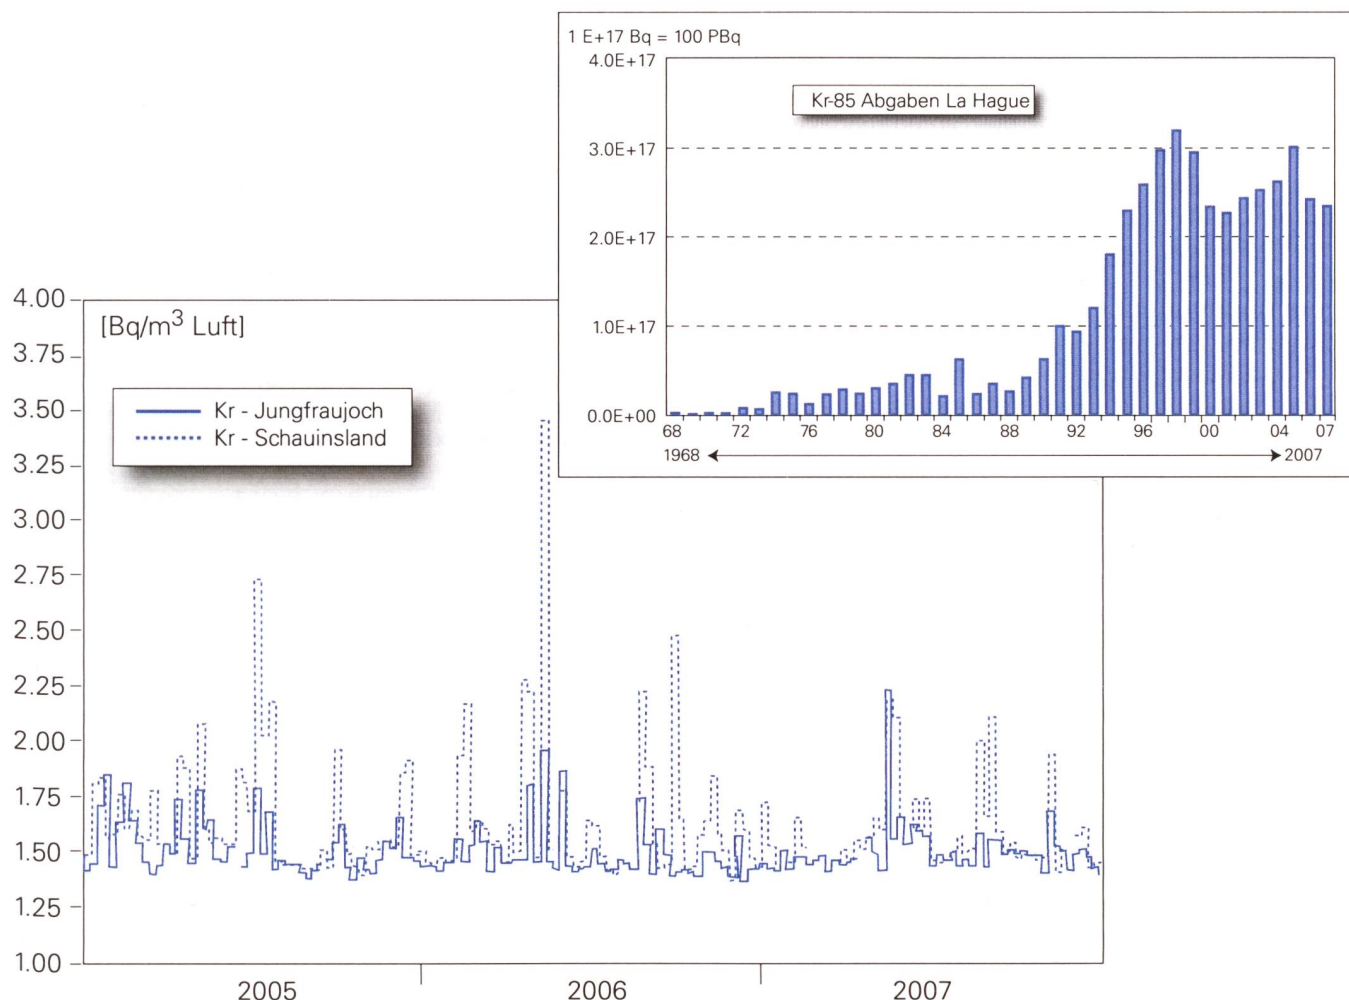 1 E+17 Bq = 100 PBq
4.0E+17
Kr-85 Abgaben La Hague
3.0E+17
2.0E+17
1.0E+17
0.0E+00
68 72 76 80 84 88 92 96 00 04 07
1968 2007
4.00
[Bq/m³ Luft]
3.75
3.50
Kr - Jungfraujoch
Kr - Schauinsland
3.25
3.00
2.75
2.50
2.25
2.00
1.75
1.50
1.25
1.00
2005 2006 2007